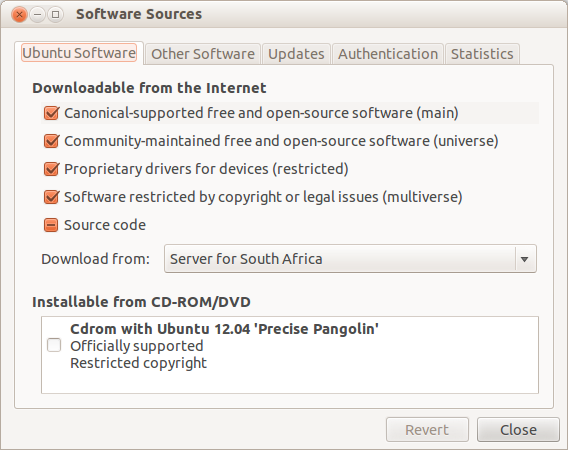 Software Sources
Ubuntu Software
Other Software
Updates
Authentication
Statistics
Downloadable from the Internet
Canonical-supported free and open-source software (main)
Community-maintained free and open-source software (universe)
Proprietary drivers for devices (restricted)
Software restricted by copyright or legal issues (multiverse)
Source code
Download from:
Server for South Africa
Installable from CD-ROM/DVD
Cdrom with Ubuntu 12.04 'Precise Pangolin'
Officially supported
Restricted copyright
Revert
Close